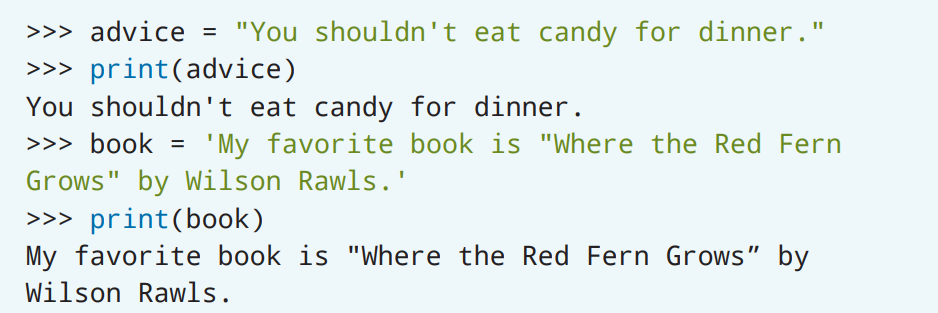 >>> advice = "You shouldn't eat candy for dinner."
>>> print(advice)
You shouldn't eat candy for dinner.
>>> book = 'My favorite book is "Where the Red Fern
Grows" by Wilson Rawls.'
>>> print(book)
My favorite book is "Where the Red Fern Grows” by
Wilson Rawls.